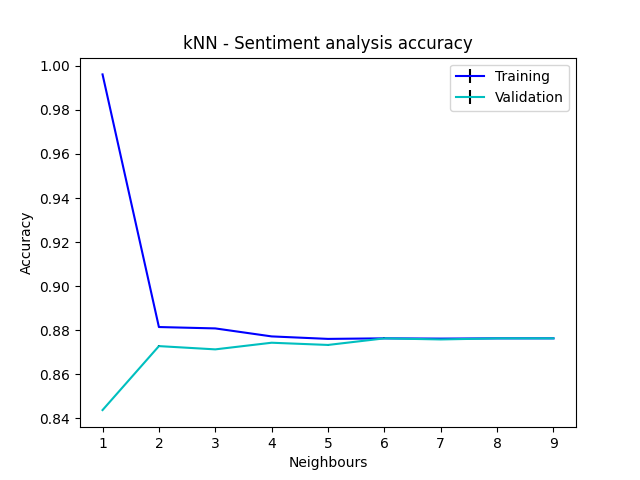 kNN - Sentiment analysis accuracy
Training
Validation
1.00
0.98
0.96
0.94
0.92
0.90
0.88
0.86
0.84
Accuracy
1 2 3 4 5 6 7 8 9
Neighbours